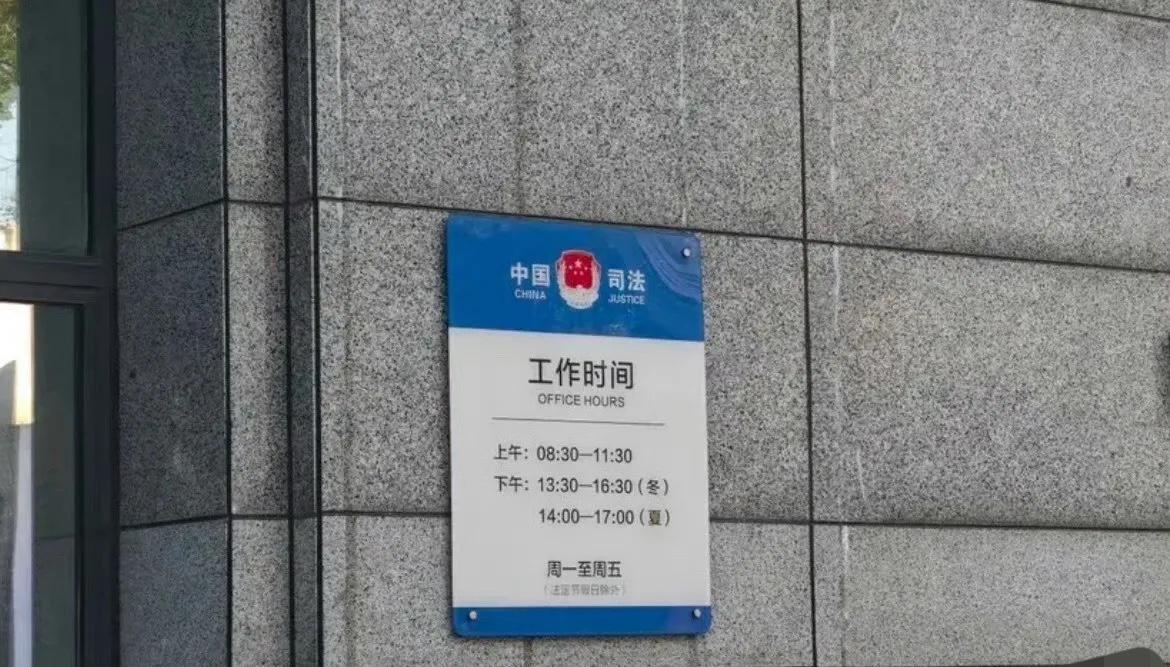 中国 司法
CHINA JUSTICE
工作时间
OFFICE HOURS
上午：08:30—11:30
下午：13:30—16:30（冬）
14:00—17:00（夏）
周一至周五
（法定节假日除外）